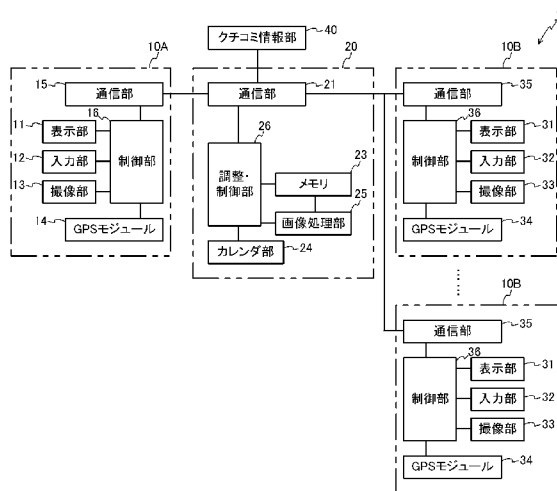 クチコミ情報部
40
10A
20
10B
15
通信部
通信部
21
通信部
35
16
26
36
11
表示部
制御部
調整・
制御部
メモリ
23
制御部
表示部
31
12
入力部
入力部
32
13
撮像部
画像処理部
25
撮像部
33
14
GPSモジュール
カレンダ部
24
GPSモジュール
34
10B
通信部
35
36
制御部
表示部
31
入力部
32
撮像部
33
GPSモジュール
34